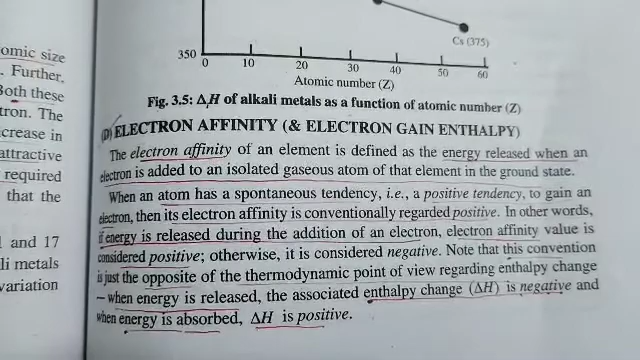 omic size
. Further,
Both these
tron. The
crease in
attractive
required
that the
and 17
li metals
variation
Cs (375)
350
0 10 20 30 40 50 60
Atomic number (Z)
Fig. 3.5: ΔᵢH of alkali metals as a function of atomic number (Z)
(D) ELECTRON AFFINITY (& ELECTRON GAIN ENTHALPY)
The electron affinity of an element is defined as the energy released when an
electron is added to an isolated gaseous atom of that element in the ground state.
When an atom has a spontaneous tendency, i.e., a positive tendency, to gain an
electron, then its electron affinity is conventionally regarded positive. In other words,
if energy is released during the addition of an electron, electron affinity value is
considered positive; otherwise, it is considered negative. Note that this convention
is just the opposite of the thermodynamic point of view regarding enthalpy change
– when energy is released, the associated enthalpy change (ΔH) is negative and
when energy is absorbed, ΔH is positive.